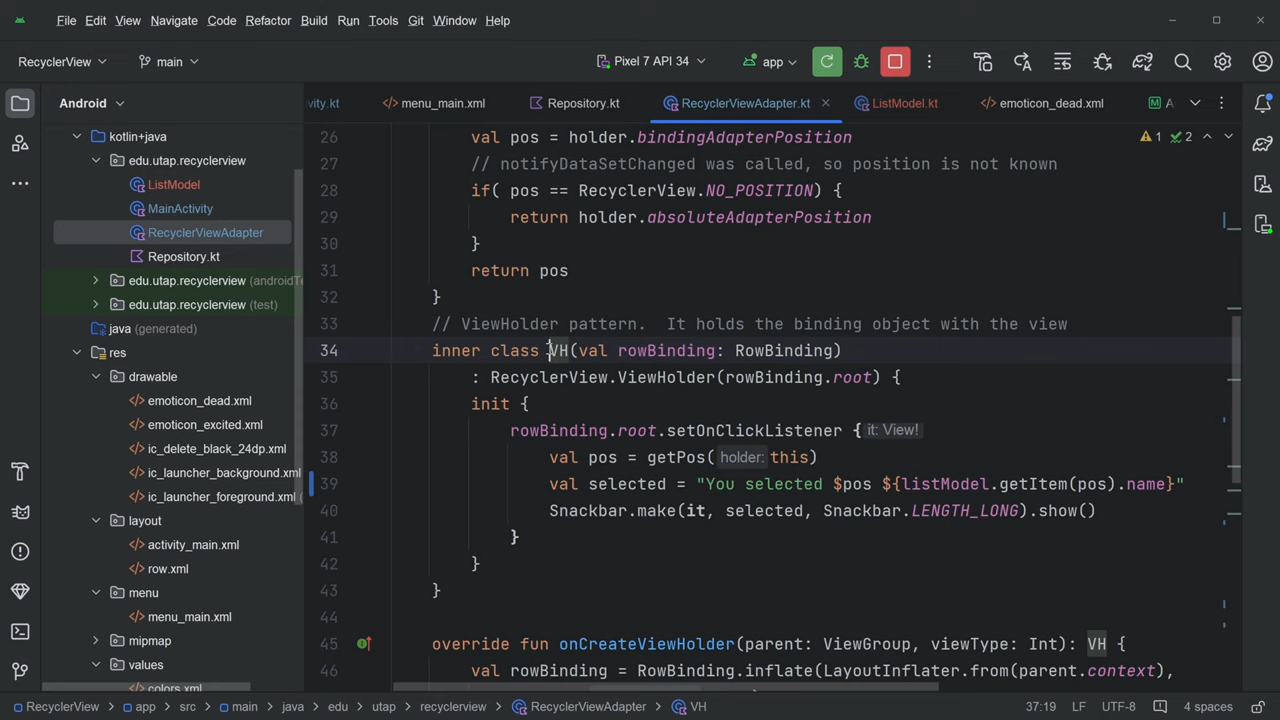 File Edit View Navigate Code Refactor Build Run Tools Git Window Help
RecyclerView main Pixel 7 API 34 app
Android
vity.kt menu_main.xml Repository.kt RecyclerViewAdapter.kt ListModel.kt emoticon_dead.xml A
kotlin+java
edu.utap.recyclerview
ListModel
MainActivity
RecyclerViewAdapter
Repository.kt
edu.utap.recyclerview (androidTe
edu.utap.recyclerview (test)
java (generated)
res
drawable
emoticon_dead.xml
emoticon_excited.xml
ic_delete_black_24dp.xml
ic_launcher_background.xml
ic_launcher_foreground.xml (
layout
activity_main.xml
row.xml
menu
menu_main.xml
mipmap
values
colors.xml
1 2
26 val pos = holder.bindingAdapterPosition
27 // notifyDataSetChanged was called, so position is not known
28 if( pos == RecyclerView.NO_POSITION) {
29 return holder.absoluteAdapterPosition
30 }
31 return pos
32 }
33 // ViewHolder pattern.  It holds the binding object with the view
34 inner class VH(val rowBinding: RowBinding)
35 : RecyclerView.ViewHolder(rowBinding.root) {
36 init {
37 rowBinding.root.setOnClickListener { it: View!
38 val pos = getPos( holder: this)
39 val selected = "You selected $pos ${listModel.getItem(pos).name}"
40 Snackbar.make(it, selected, Snackbar.LENGTH_LONG).show()
41 }
42 }
43 }
44
45 override fun onCreateViewHolder(parent: ViewGroup, viewType: Int): VH {
46 val rowBinding = RowBinding.inflate(LayoutInflater.from(parent.context),
RecyclerView app src main java edu utap recyclerview RecyclerViewAdapter VH 37:19 LF UTF-8 4 spaces